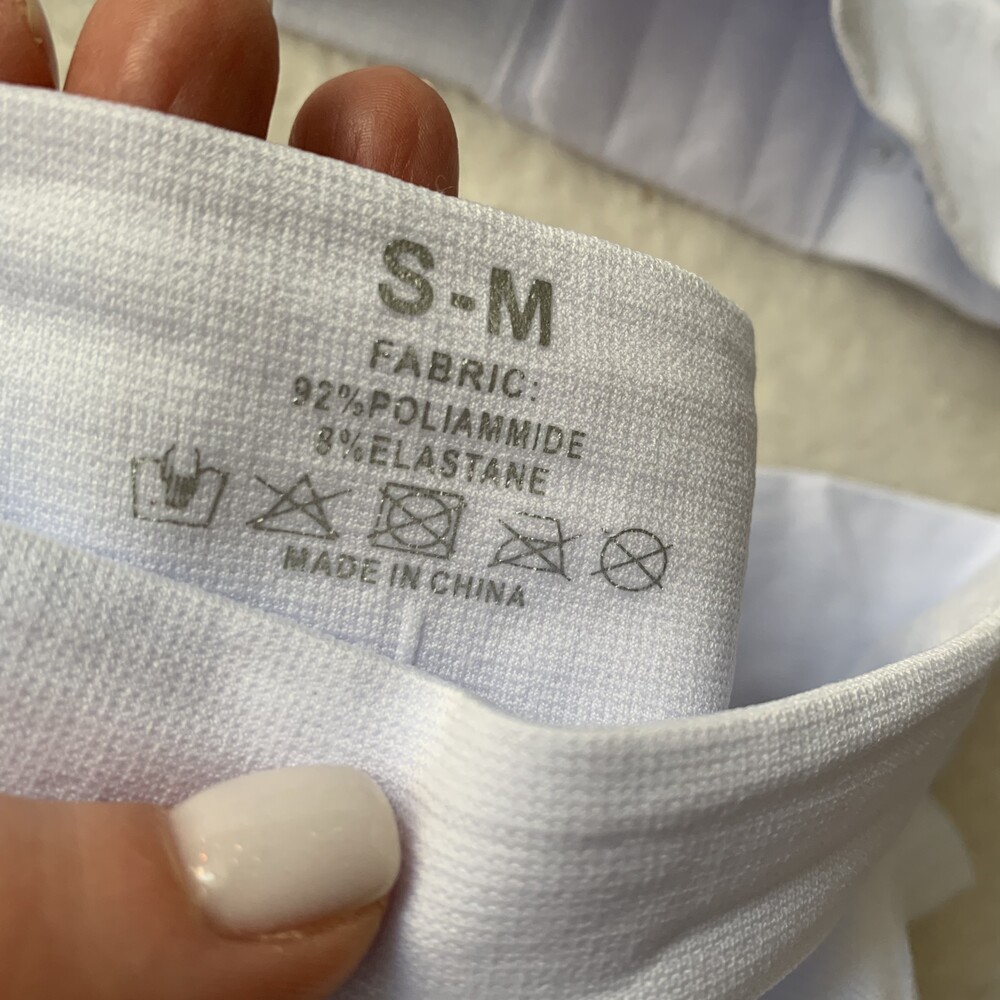 S-M
FABRIC:
92%POLIAMMIDE
8%ELASTANE
MADE IN CHINA